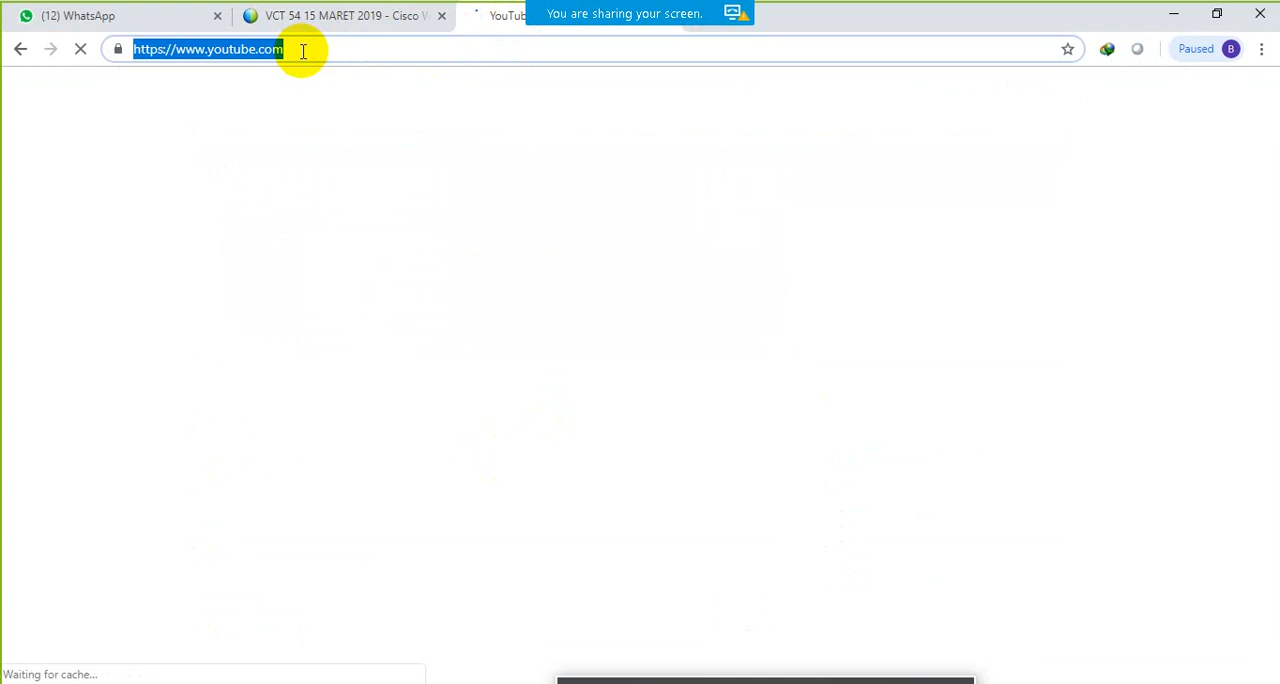 (12) WhatsApp
VCT 54 15 MARET 2019 - Cisco W
YouTub
You are sharing your screen.
https://www.youtube.com
Paused
B
Waiting for cache...